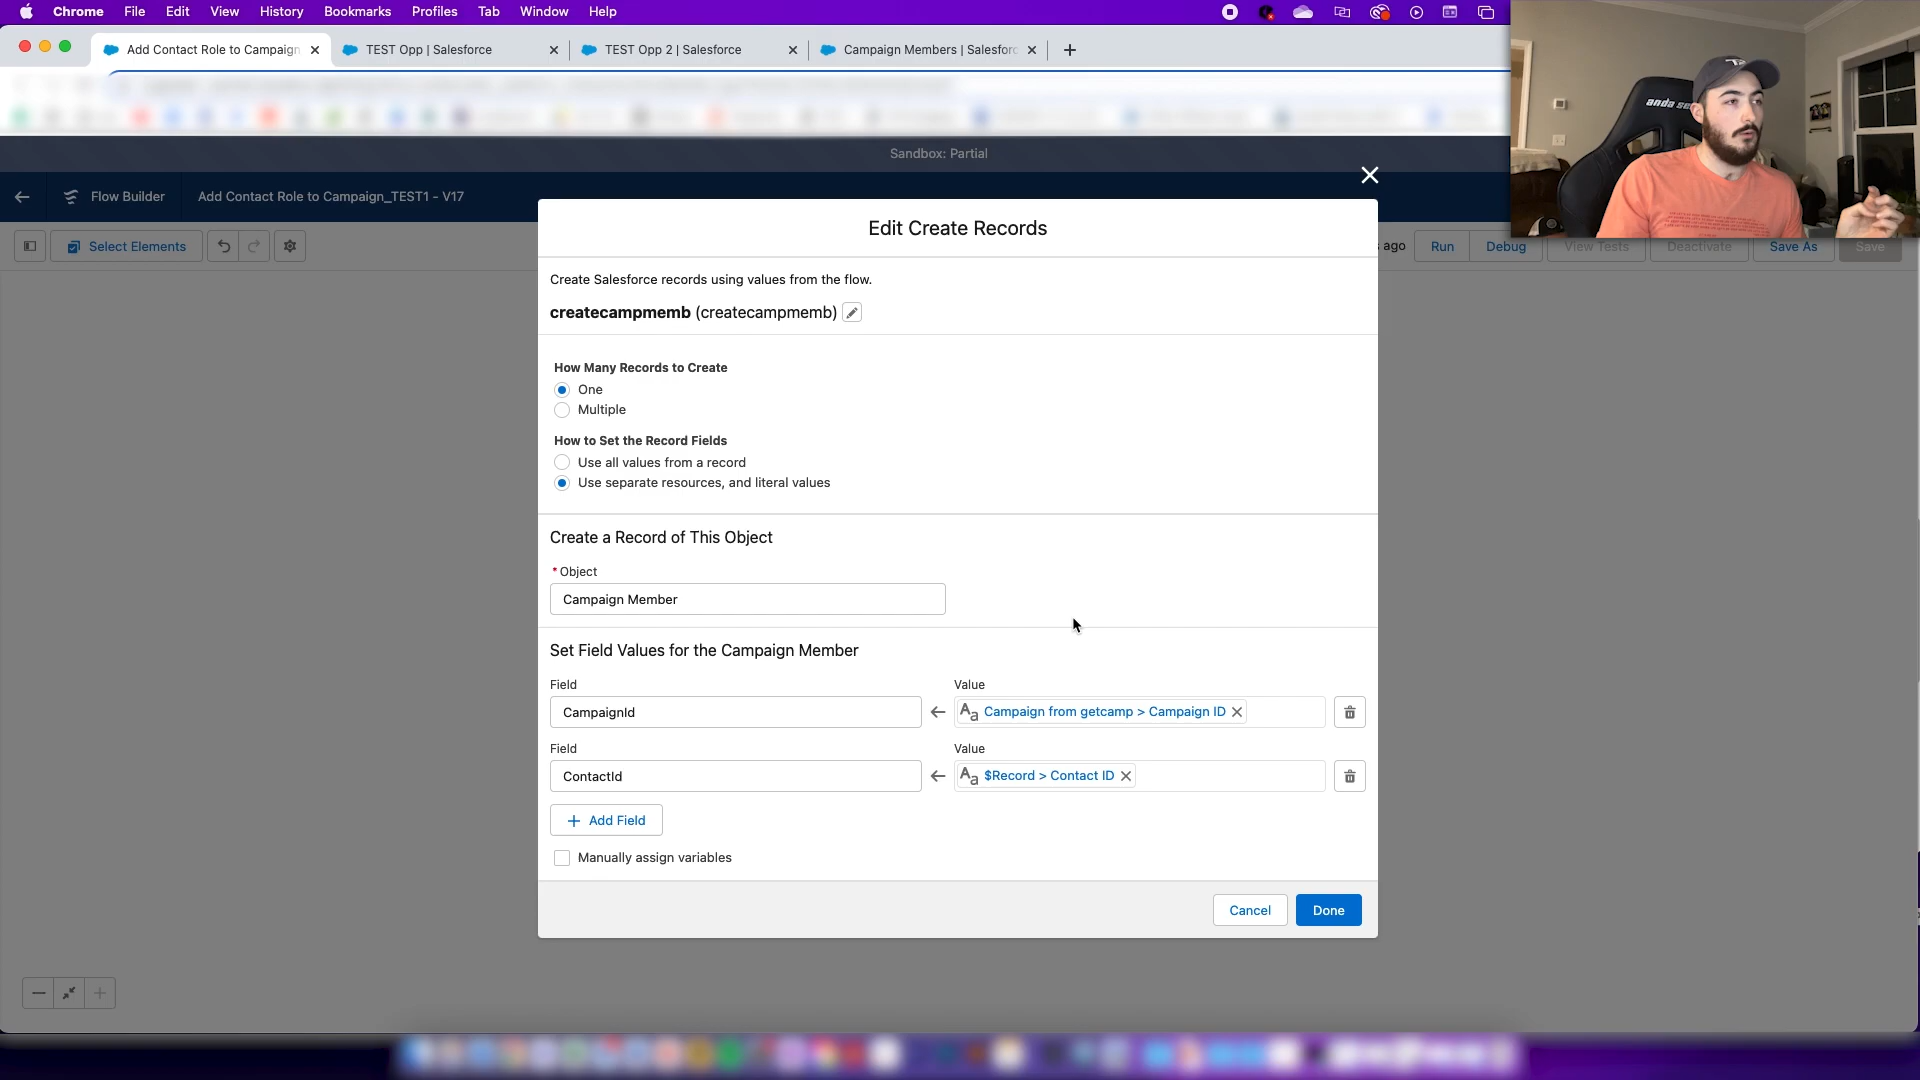 Chrome File Edit View History Bookmarks Profiles Tab Window Help
Add Contact Role to Campaign TEST Opp | Salesforce TEST Opp 2 | Salesforce Campaign Members | Salesforc
Sandbox: Partial
Flow Builder Add Contact Role to Campaign_TEST1 - V17
Select Elements ago Run Debug View Tests Deactivate Save As Save
anda se
Edit Create Records
Create Salesforce records using values from the flow.
createcampmemb (createcampmemb)
How Many Records to Create
One
Multiple
How to Set the Record Fields
Use all values from a record
Use separate resources, and literal values
Create a Record of This Object
* Object
Campaign Member
Set Field Values for the Campaign Member
Field Value
CampaignId Aa Campaign from getcamp > Campaign ID
Field Value
ContactId Aa $Record > Contact ID
Add Field
Manually assign variables
Cancel Done